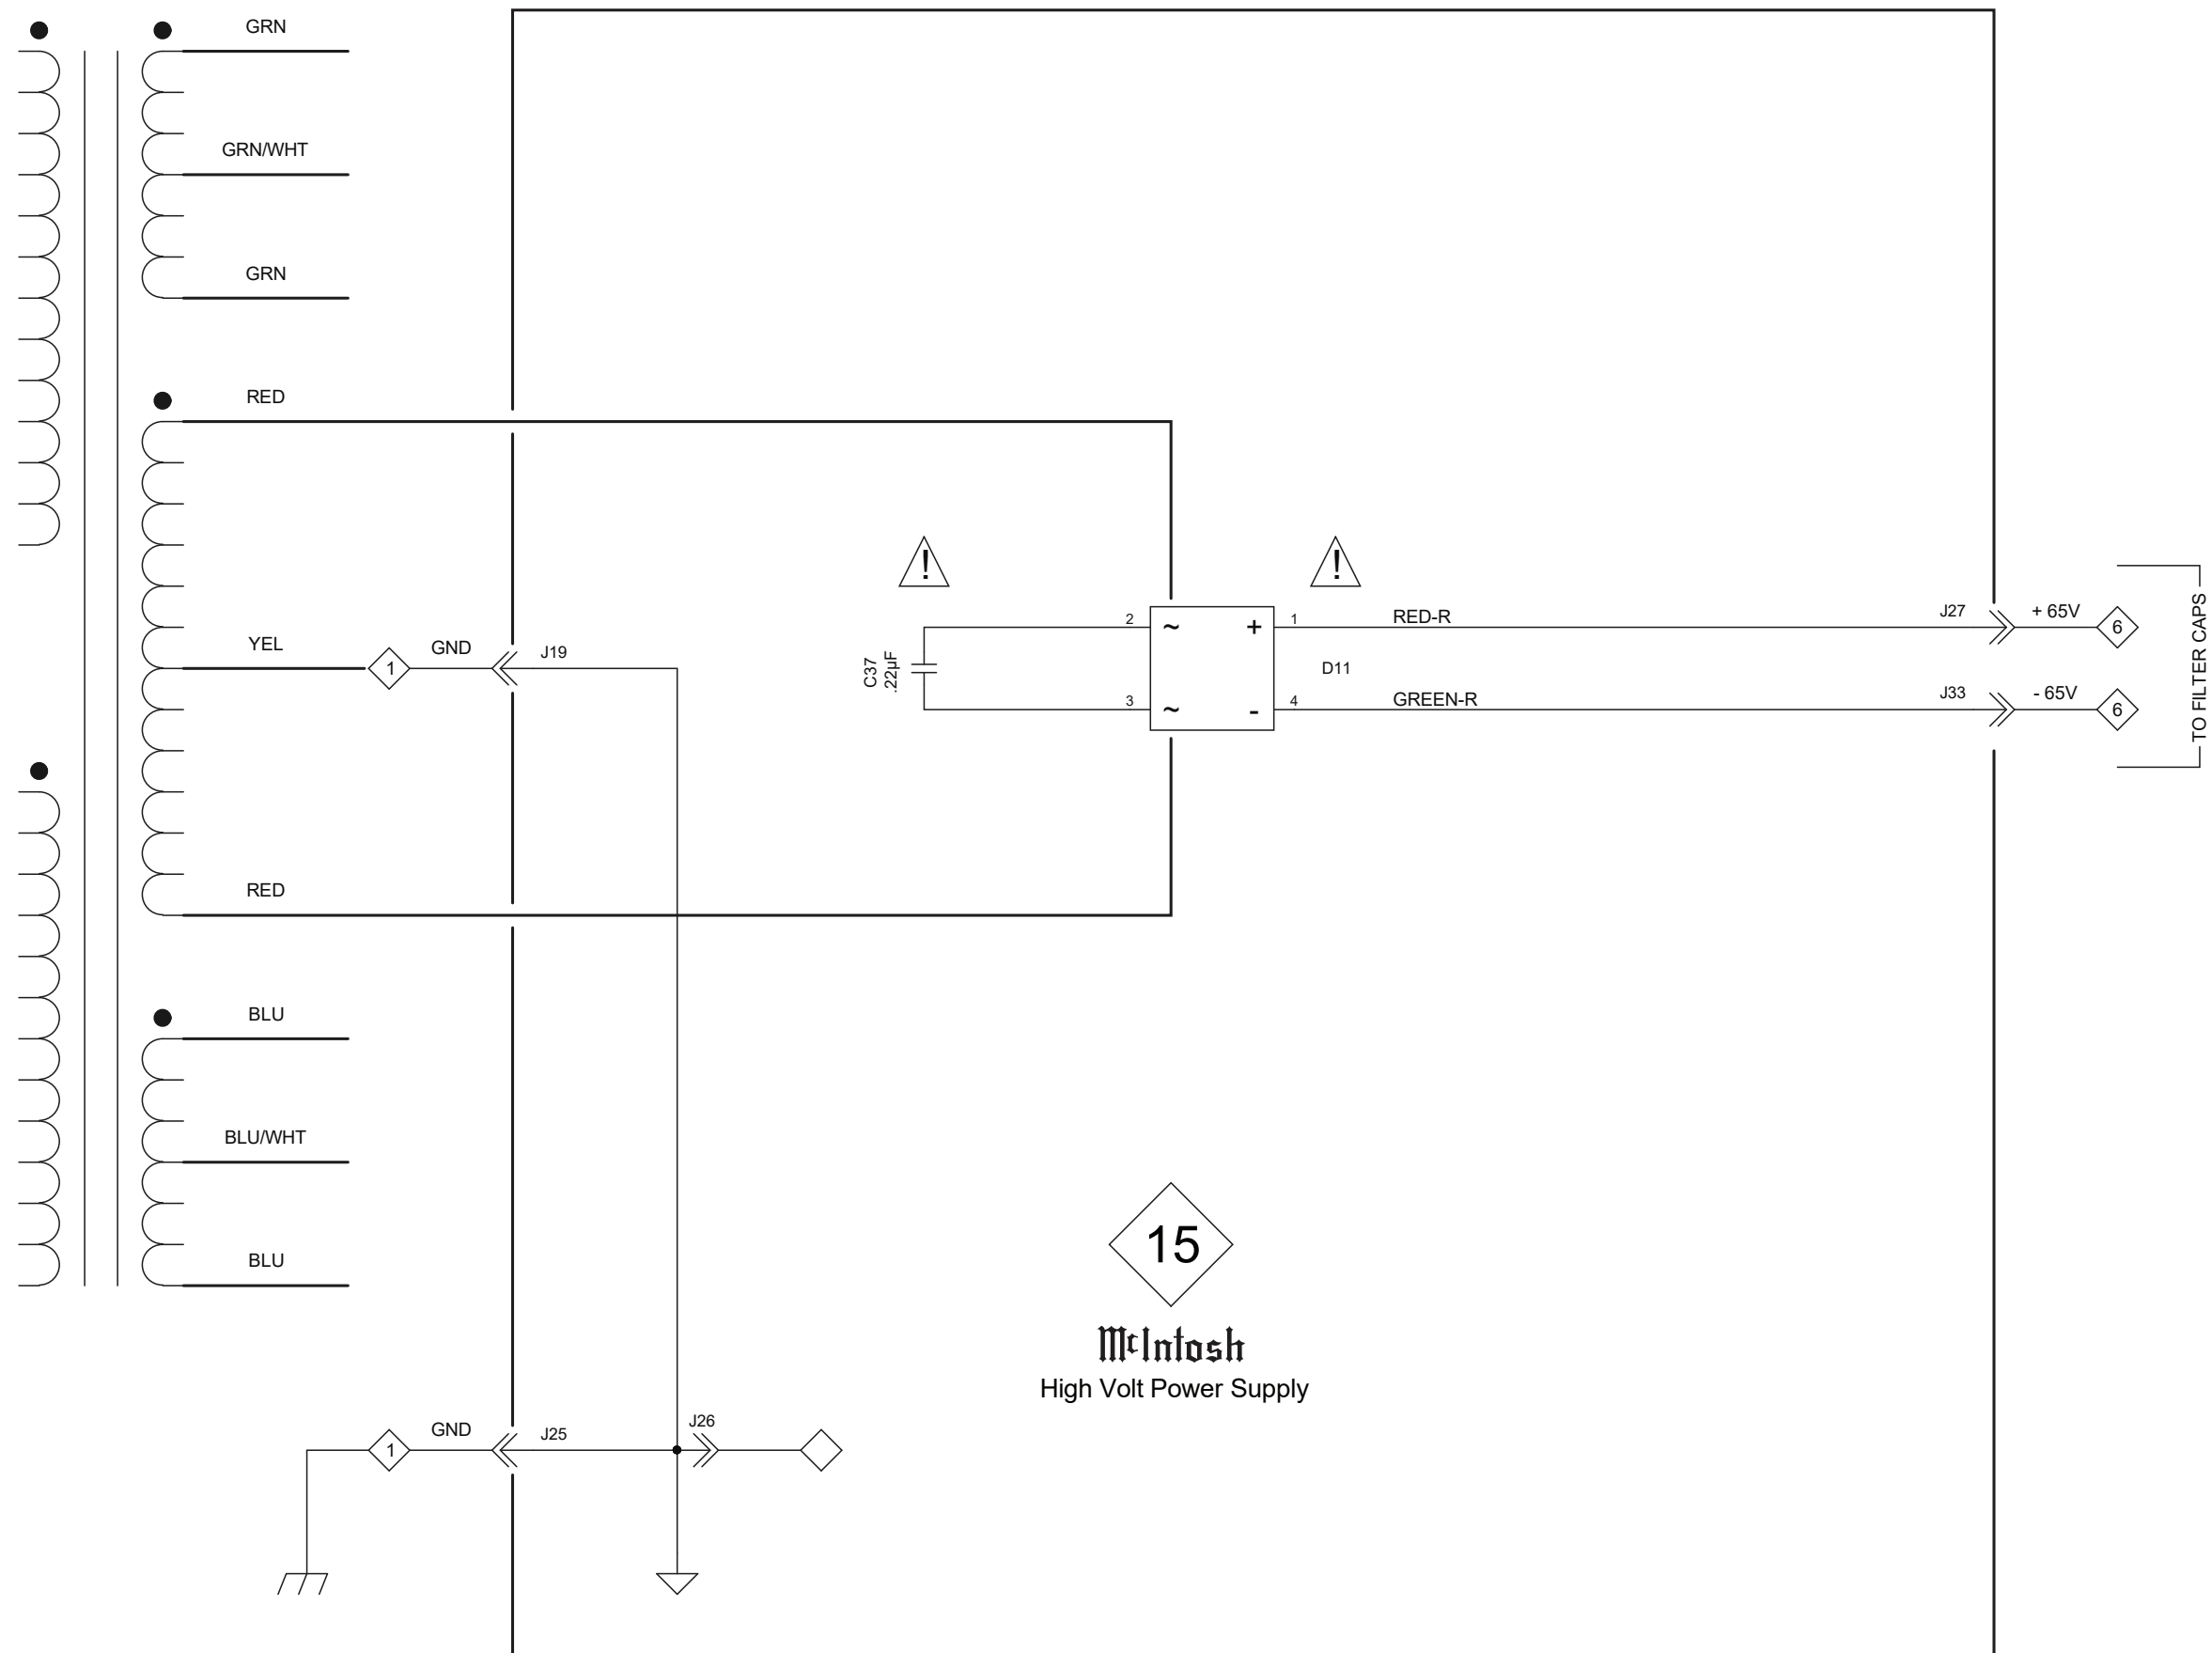 GRN
GRN/WHT
GRN
RED
YEL
1
GND
J19
RED
BLU
BLU/WHT
BLU
1
GND
J25
J26
!
!
C37
.22µF
2
~
+
1
RED-R
D11
3
~
-
4
GREEN-R
J27
+ 65V
6
J33
- 65V
6
TO FILTER CAPS
15
McIntosh
High Volt Power Supply